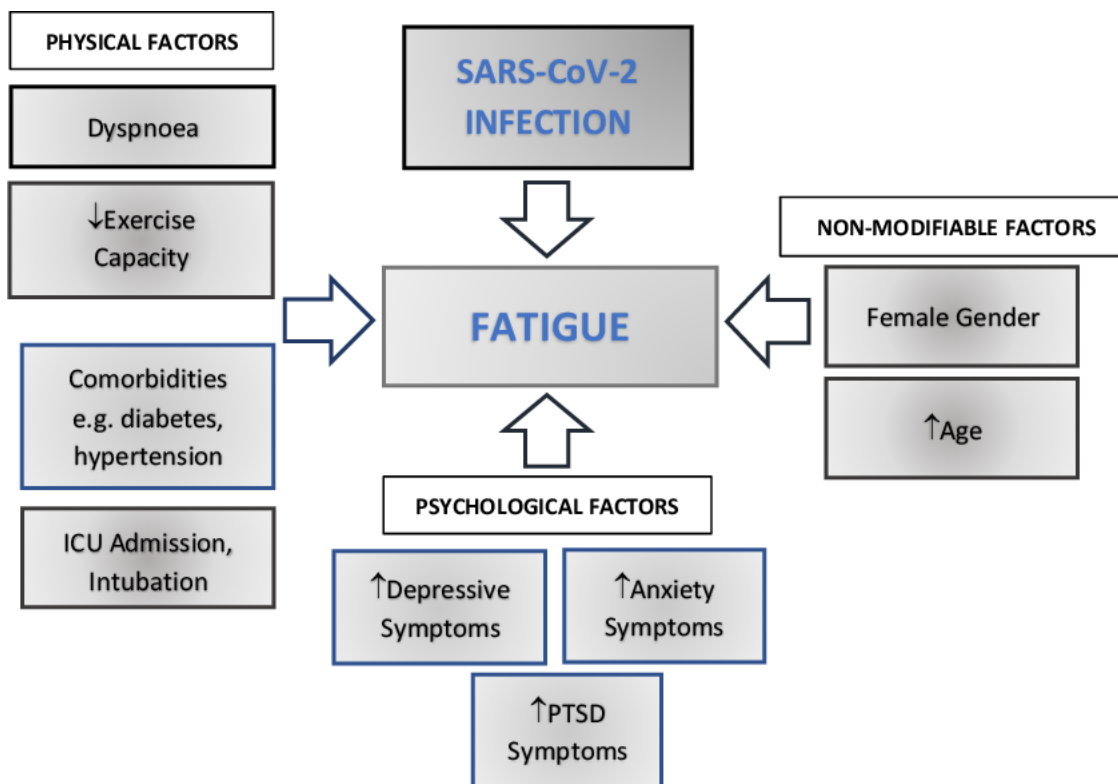 PHYSICAL FACTORS
Dyspnoea
↓Exercise
Capacity
Comorbidities
e.g. diabetes,
hypertension
ICU Admission,
Intubation
SARS-CoV-2
INFECTION
FATIGUE
NON-MODIFIABLE FACTORS
Female Gender
↑Age
PSYCHOLOGICAL FACTORS
↑Depressive
Symptoms
↑Anxiety
Symptoms
↑PTSD
Symptoms